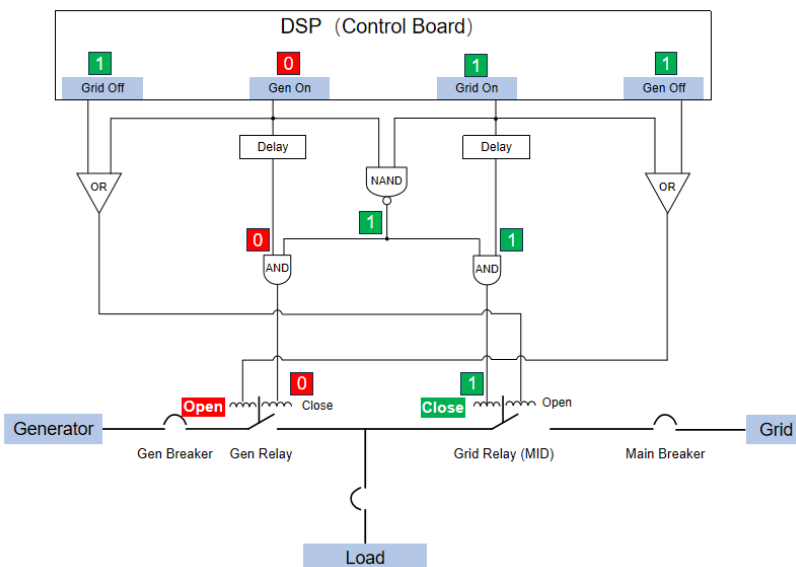 DSP（Control Board）
1
0
1
1
Grid Off
Gen On
Grid On
Gen Off
Delay
Delay
NAND
OR
OR
1
0
1
AND
AND
0
1
Open
Close
Close
Open
Generator
Grid
Gen Breaker
Gen Relay
Grid Relay (MID)
Main Breaker
Load